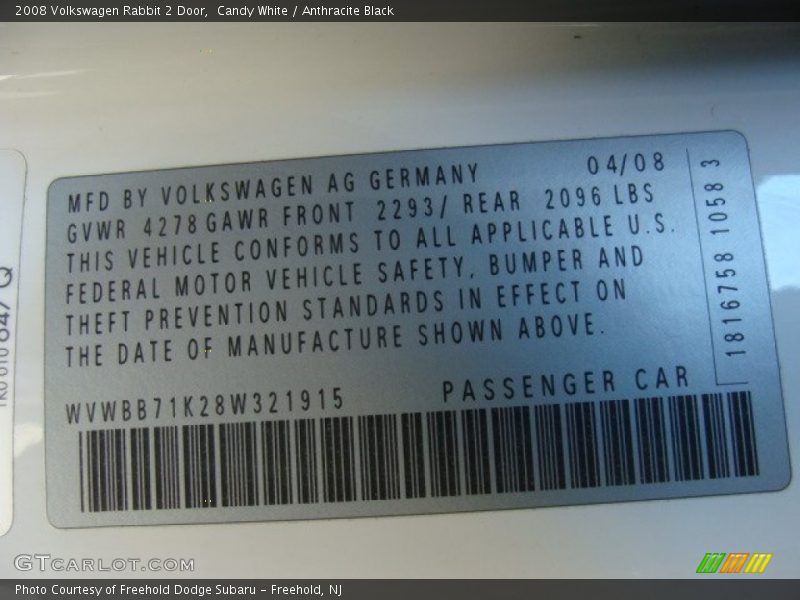 2008 Volkswagen Rabbit 2 Door,  Candy White / Anthracite Black
MFD BY VOLKSWAGEN AG GERMANY 04/08
GVWR 4278 GAWR FRONT 2293/ REAR 2096 LBS
THIS VEHICLE CONFORMS TO ALL APPLICABLE U.S.
FEDERAL MOTOR VEHICLE SAFETY, BUMPER AND
THEFT PREVENTION STANDARDS IN EFFECT ON
THE DATE OF MANUFACTURE SHOWN ABOVE.
WVWBB71K28W321915 PASSENGER CAR
1816758 1058 3
GTCARLOT.COM
Photo Courtesy of Freehold Dodge Subaru – Freehold, NJ